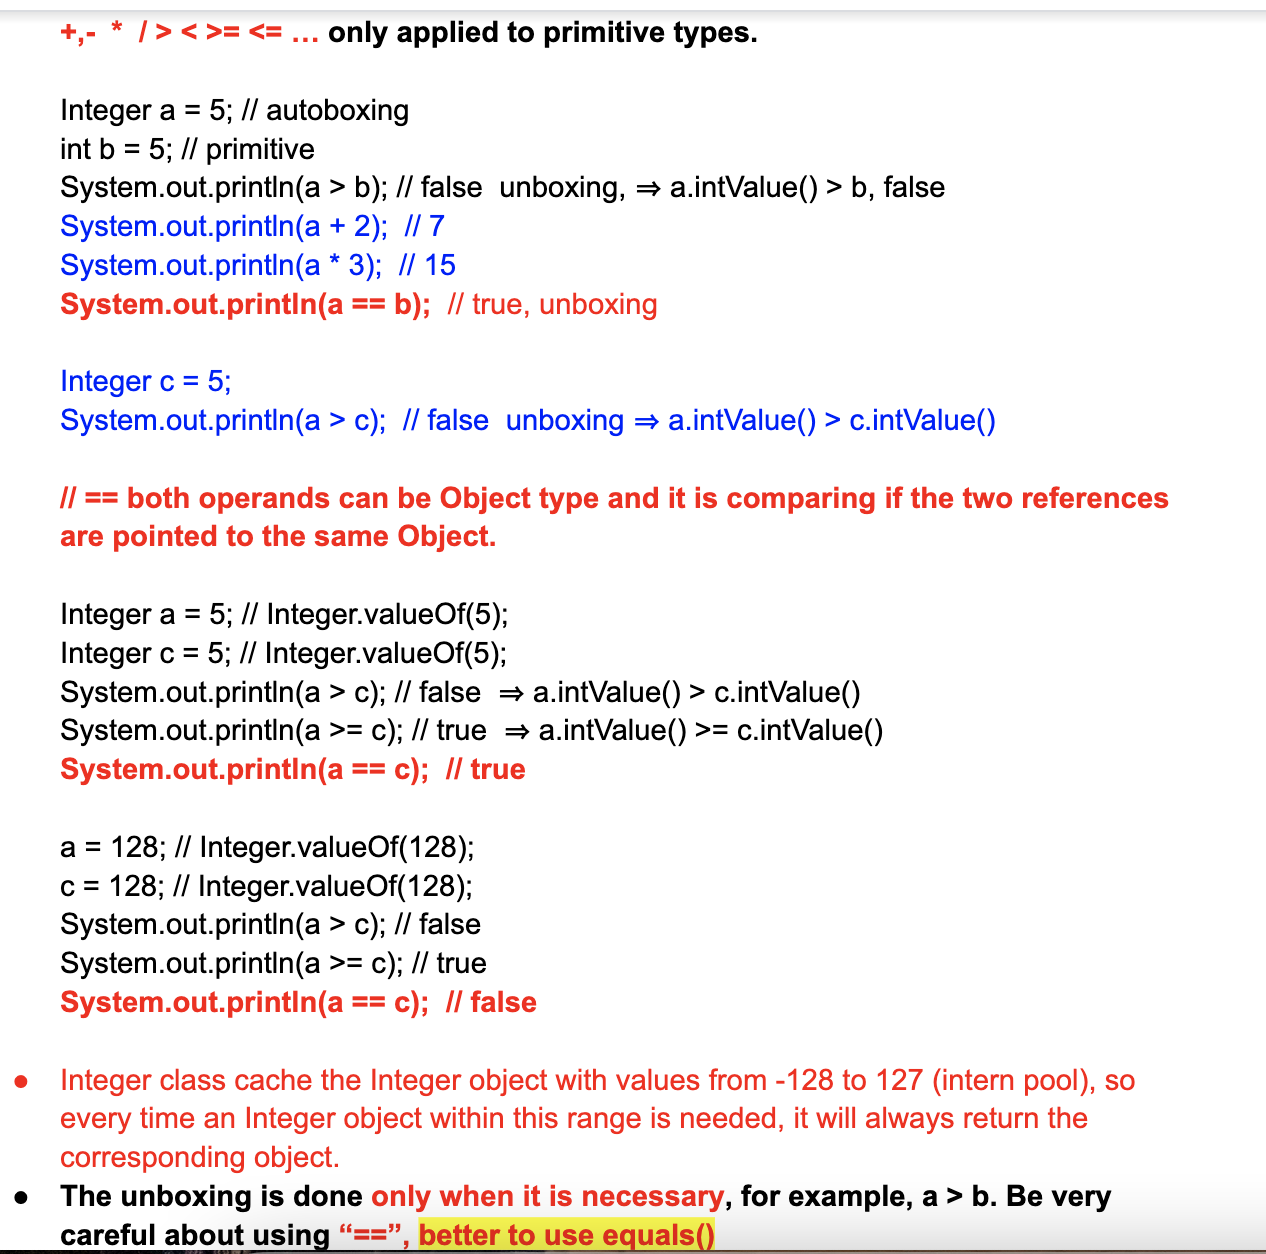 +,- * / > < >= <= ... only applied to primitive types.
Integer a = 5; // autoboxing
int b = 5; // primitive
System.out.println(a > b); // false  unboxing, ⇒ a.intValue() > b, false
System.out.println(a + 2);  // 7
System.out.println(a * 3);  // 15
System.out.println(a == b);  // true, unboxing
Integer c = 5;
System.out.println(a > c);  // false  unboxing ⇒ a.intValue() > c.intValue()
// == both operands can be Object type and it is comparing if the two references
are pointed to the same Object.
Integer a = 5; // Integer.valueOf(5);
Integer c = 5; // Integer.valueOf(5);
System.out.println(a > c); // false  ⇒ a.intValue() > c.intValue()
System.out.println(a >= c); // true  ⇒ a.intValue() >= c.intValue()
System.out.println(a == c);  // true
a = 128; // Integer.valueOf(128);
c = 128; // Integer.valueOf(128);
System.out.println(a > c); // false
System.out.println(a >= c); // true
System.out.println(a == c);  // false
● Integer class cache the Integer object with values from -128 to 127 (intern pool), so
every time an Integer object within this range is needed, it will always return the
corresponding object.
● The unboxing is done only when it is necessary, for example, a > b. Be very
careful about using “==”, better to use equals()